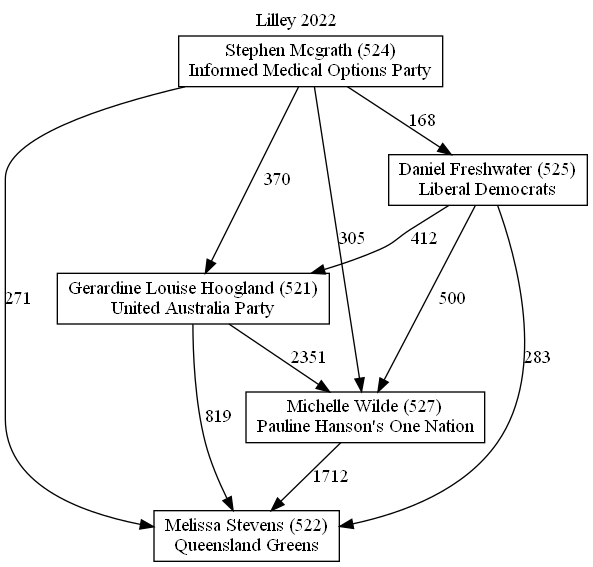 Lilley 2022
Stephen Mcgrath (524)
Informed Medical Options Party
168
Daniel Freshwater (525)
Liberal Democrats
370
271
305
412
500
283
Gerardine Louise Hoogland (521)
United Australia Party
2351
819
Michelle Wilde (527)
Pauline Hanson's One Nation
1712
Melissa Stevens (522)
Queensland Greens